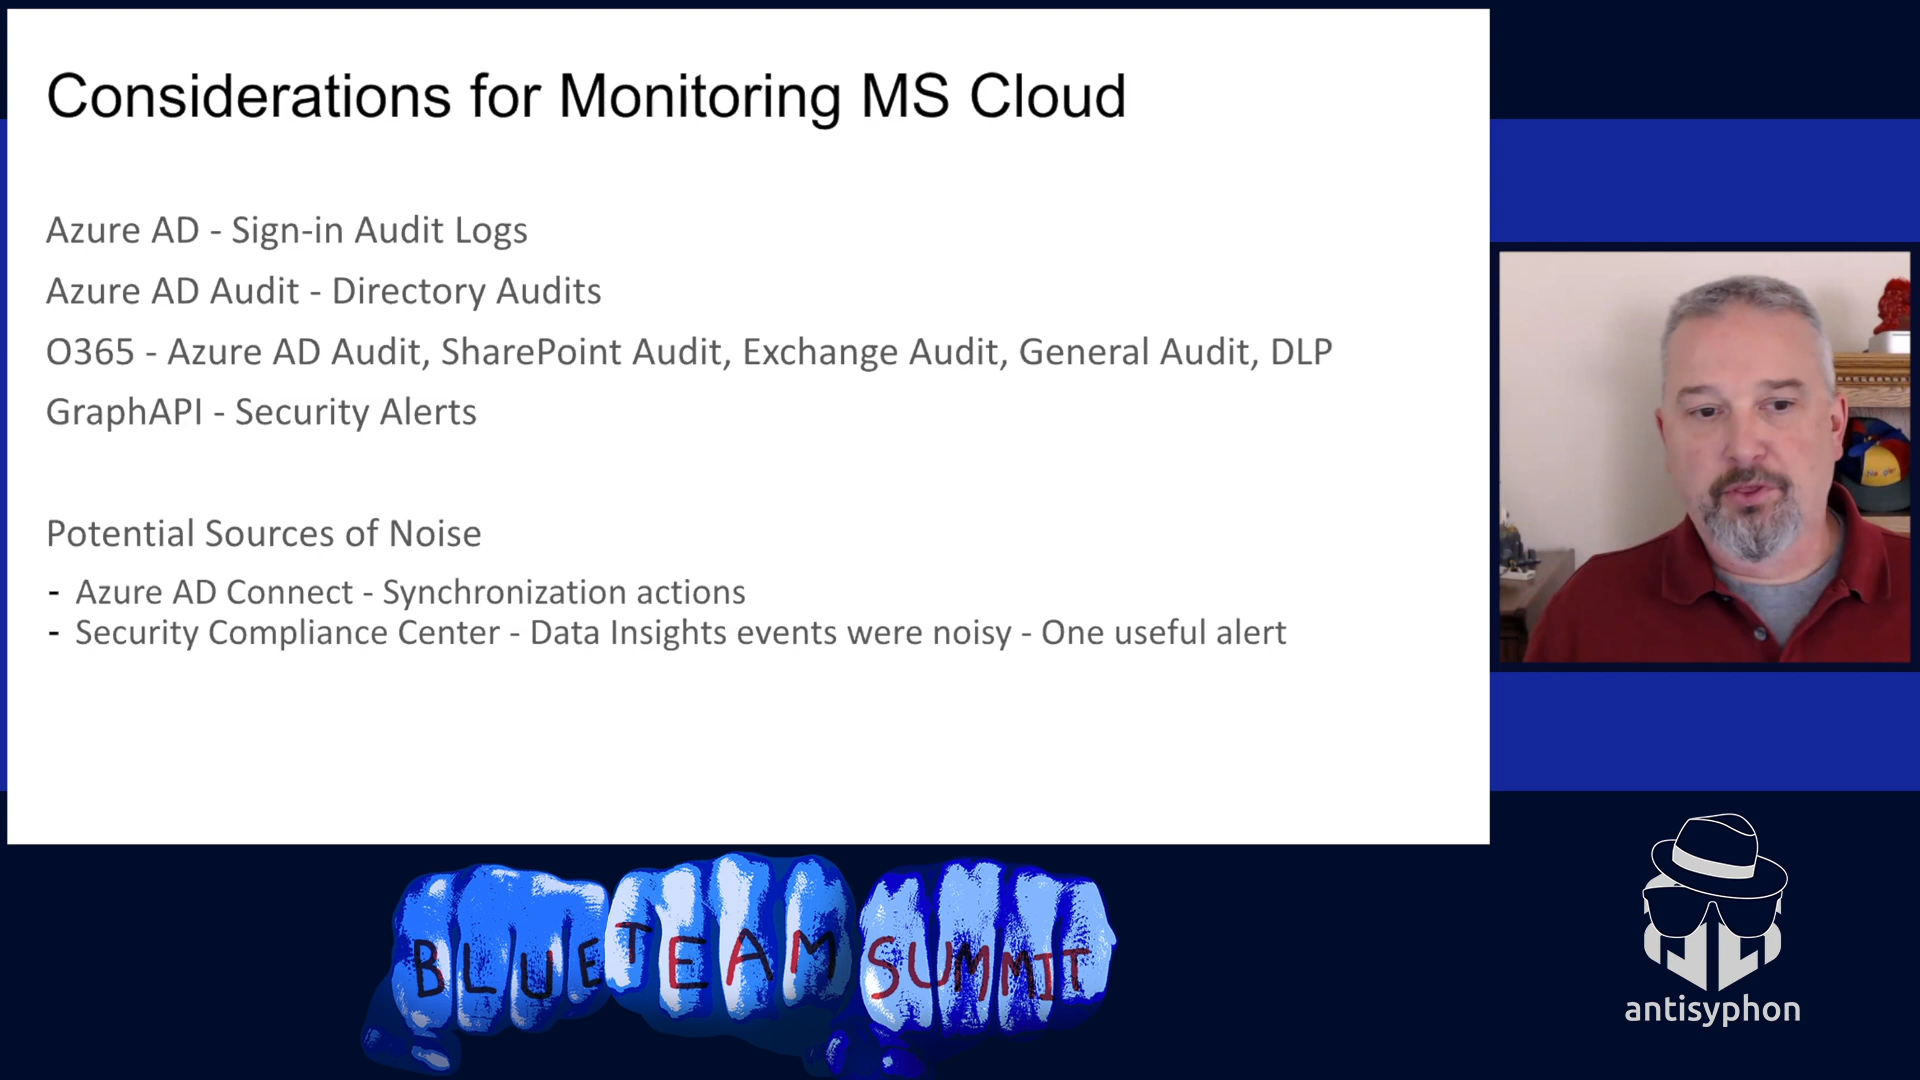 Considerations for Monitoring MS Cloud
Azure AD - Sign-in Audit Logs
Azure AD Audit - Directory Audits
O365 - Azure AD Audit, SharePoint Audit, Exchange Audit, General Audit, DLP
GraphAPI - Security Alerts
Potential Sources of Noise
- Azure AD Connect - Synchronization actions
- Security Compliance Center - Data Insights events were noisy - One useful alert
BLUE TEAM SUMMIT
antisyphon